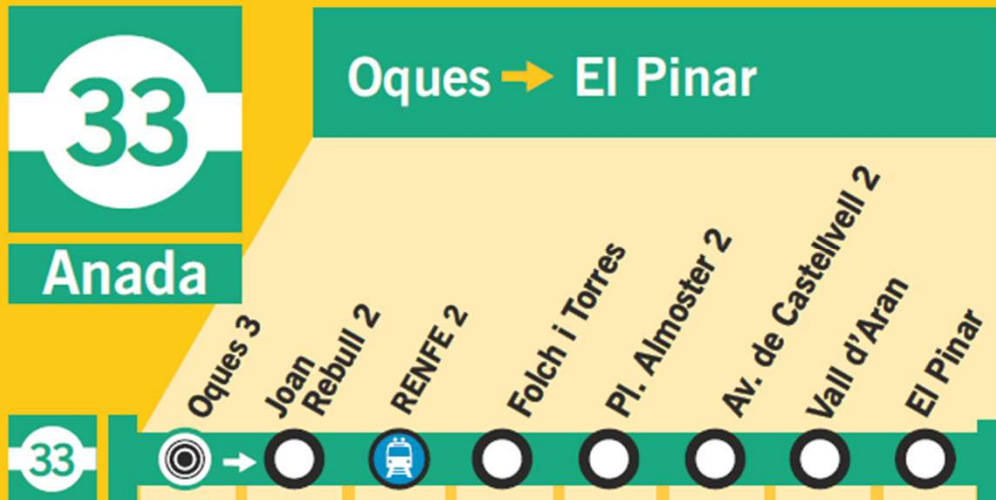 33
Oques → El Pinar
Anada
Oques 3
Joan
Rebull 2
RENFE 2
Folch i Torres
Pl. Almoster 2
Av. de Castellvell 2
Vall d'Aran
El Pinar
33